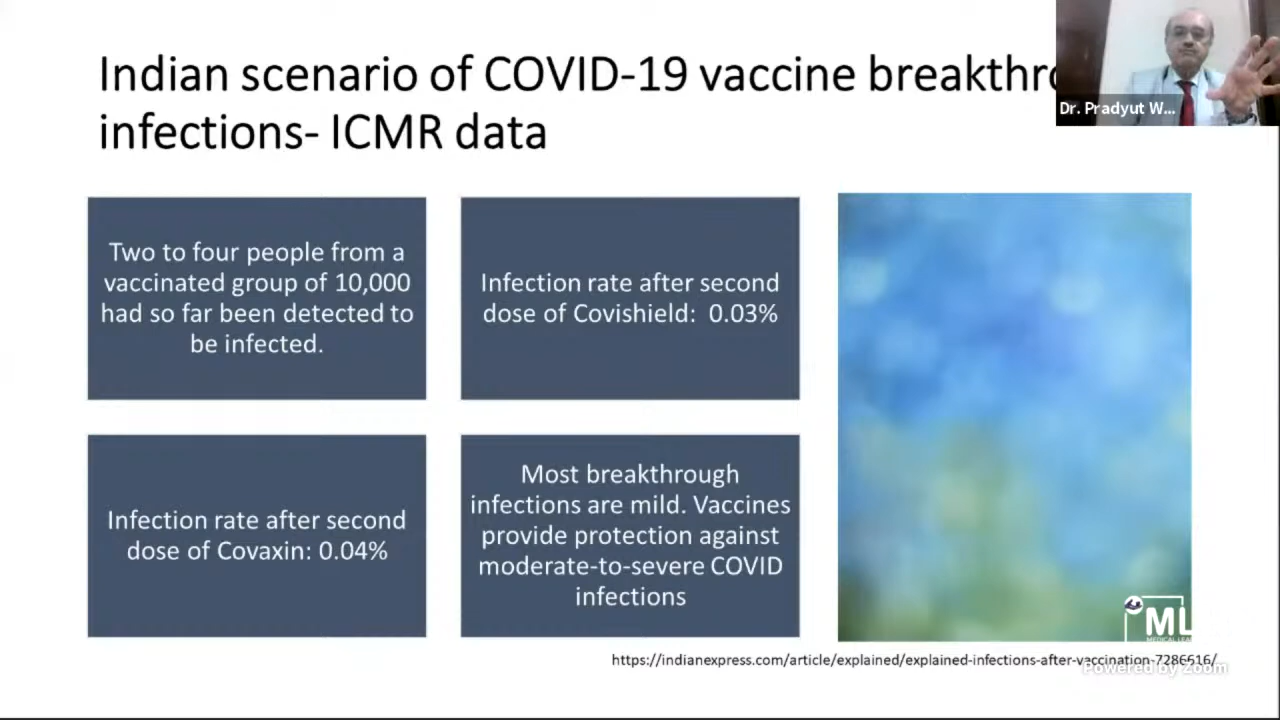 Indian scenario of COVID-19 vaccine breakthro
infections- ICMR data
Dr. Pradyut W...
Two to four people from a
vaccinated group of 10,000
had so far been detected to
be infected.
Infection rate after second
dose of Covishield: 0.03%
Infection rate after second
dose of Covaxin: 0.04%
Most breakthrough
infections are mild. Vaccines
provide protection against
moderate-to-severe COVID
infections
ML
MEDICAL
https://indianexpress.com/article/explained/explained-infections-after-vaccination-7286616/
Powered by Zoom